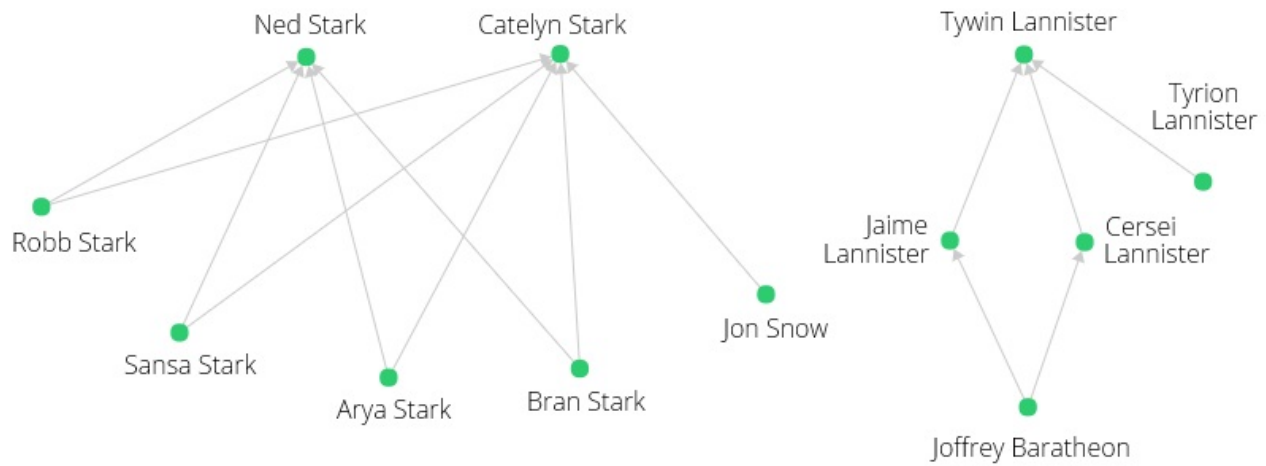 Ned Stark
Catelyn Stark
Tywin Lannister
Tyrion
Lannister
Robb Stark
Jaime
Lannister
Cersei
Lannister
Jon Snow
Sansa Stark
Arya Stark
Bran Stark
Joffrey Baratheon